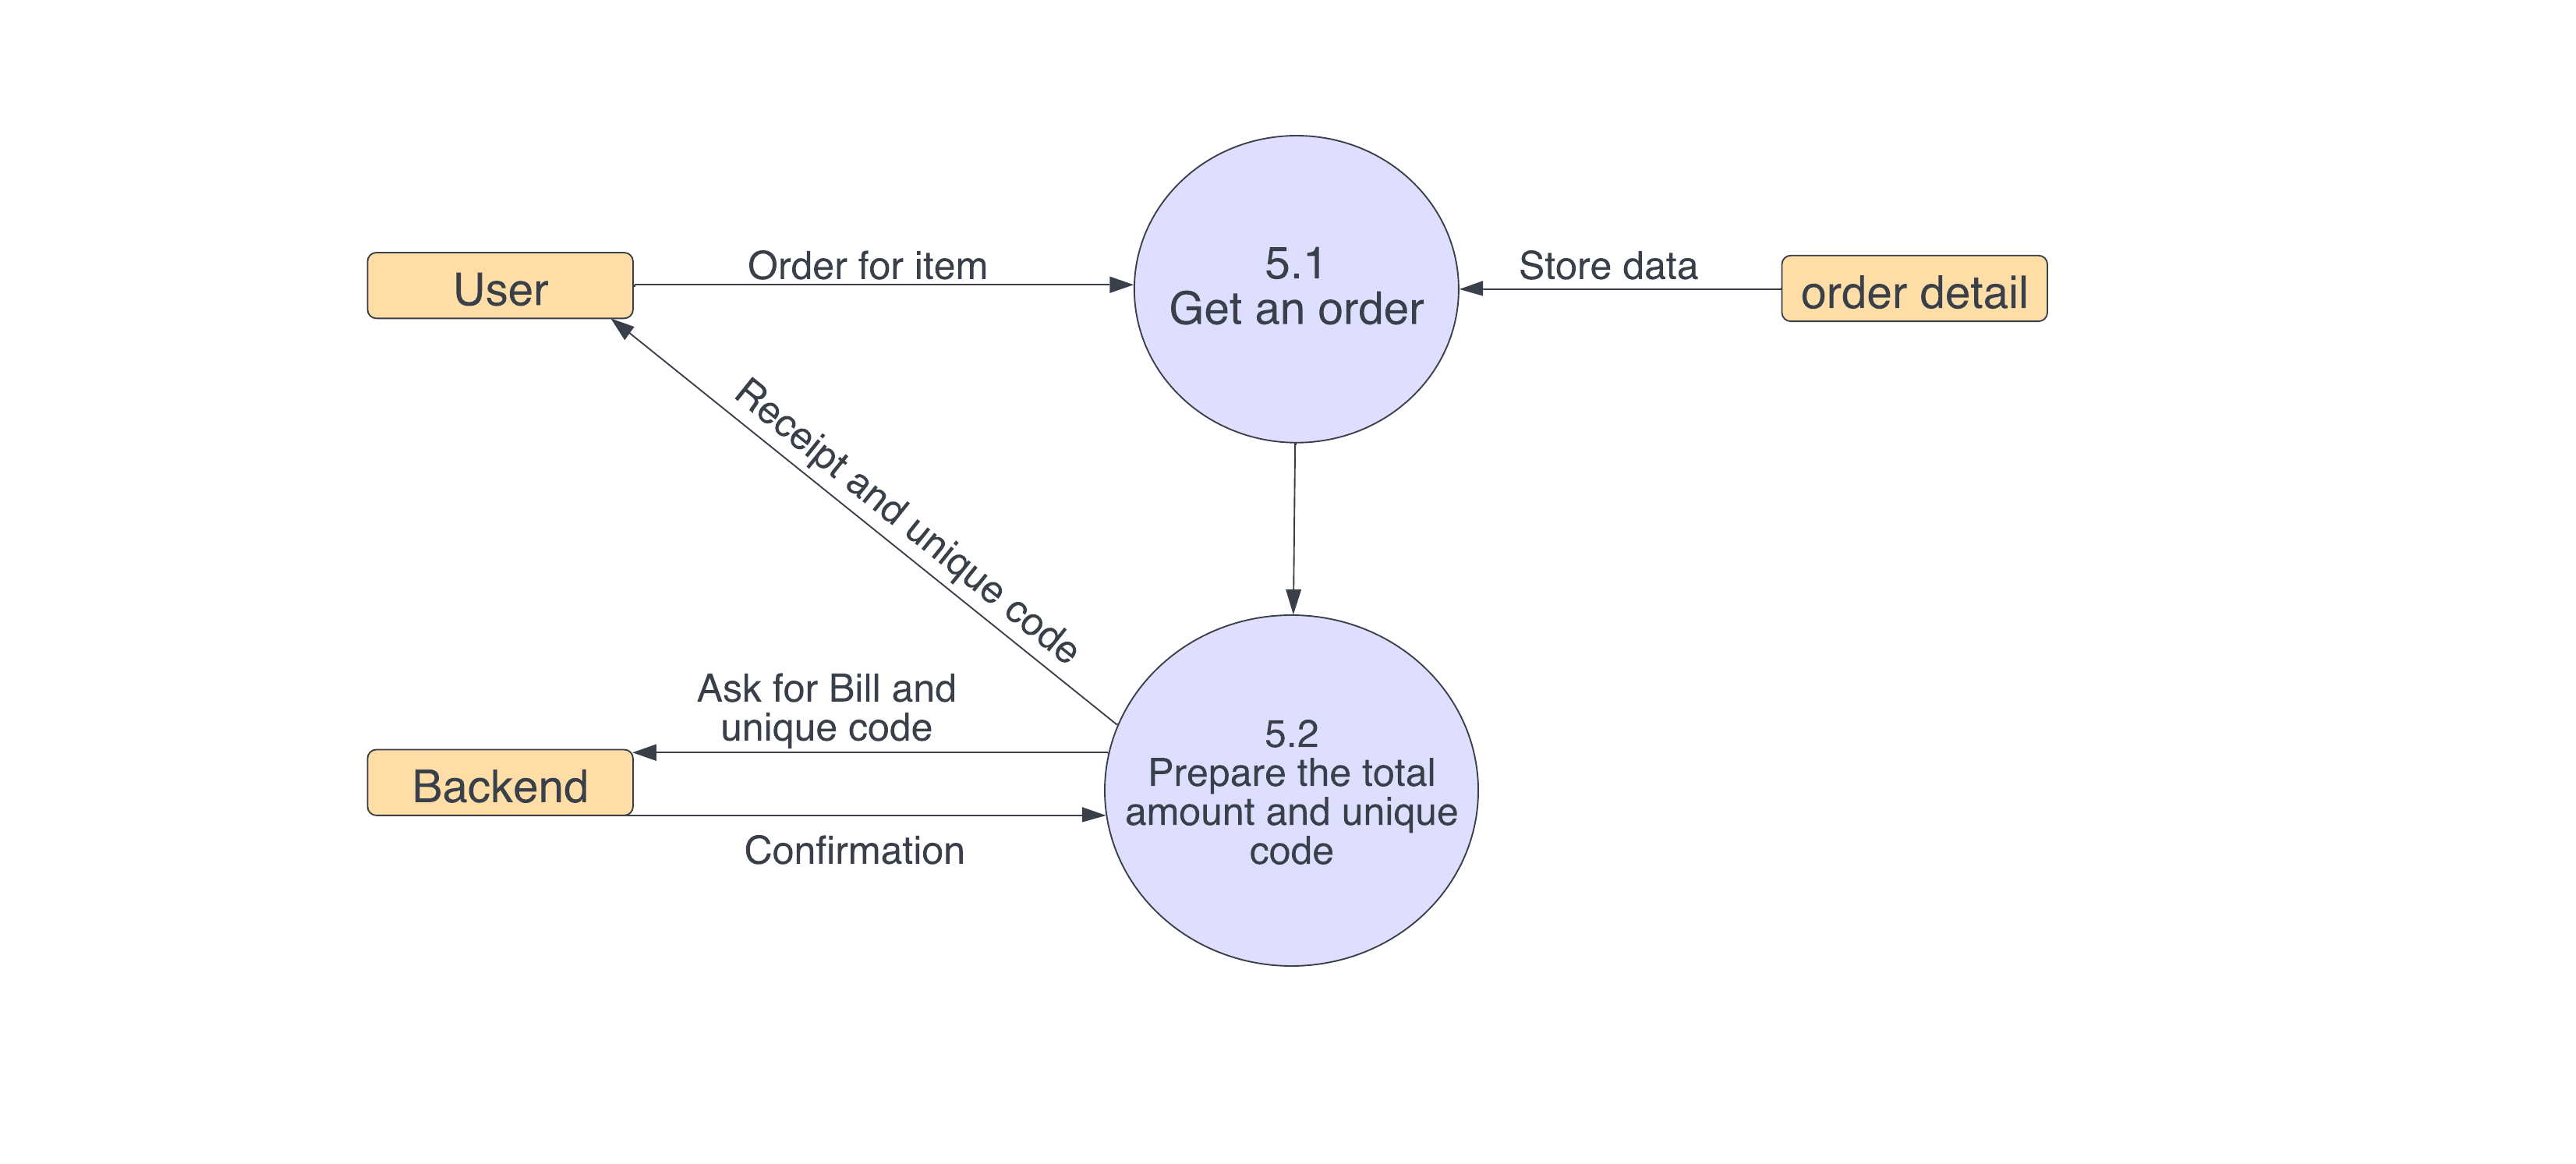 User
Order for item
5.1
Get an order
Store data
order detail
Receipt and unique code
Ask for Bill and
unique code
Backend
Confirmation
5.2
Prepare the total
amount and unique
code